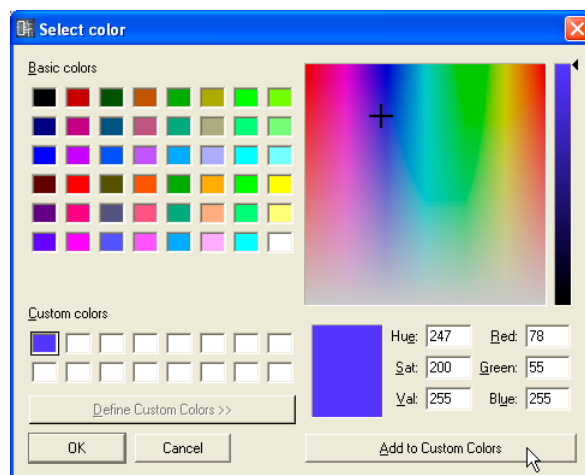 Select color
Basic colors
Custom colors
Define Custom Colors >>
OK
Cancel
Hue: 247
Red: 78
Sat: 200
Green: 55
Val: 255
Blue: 255
Add to Custom Colors